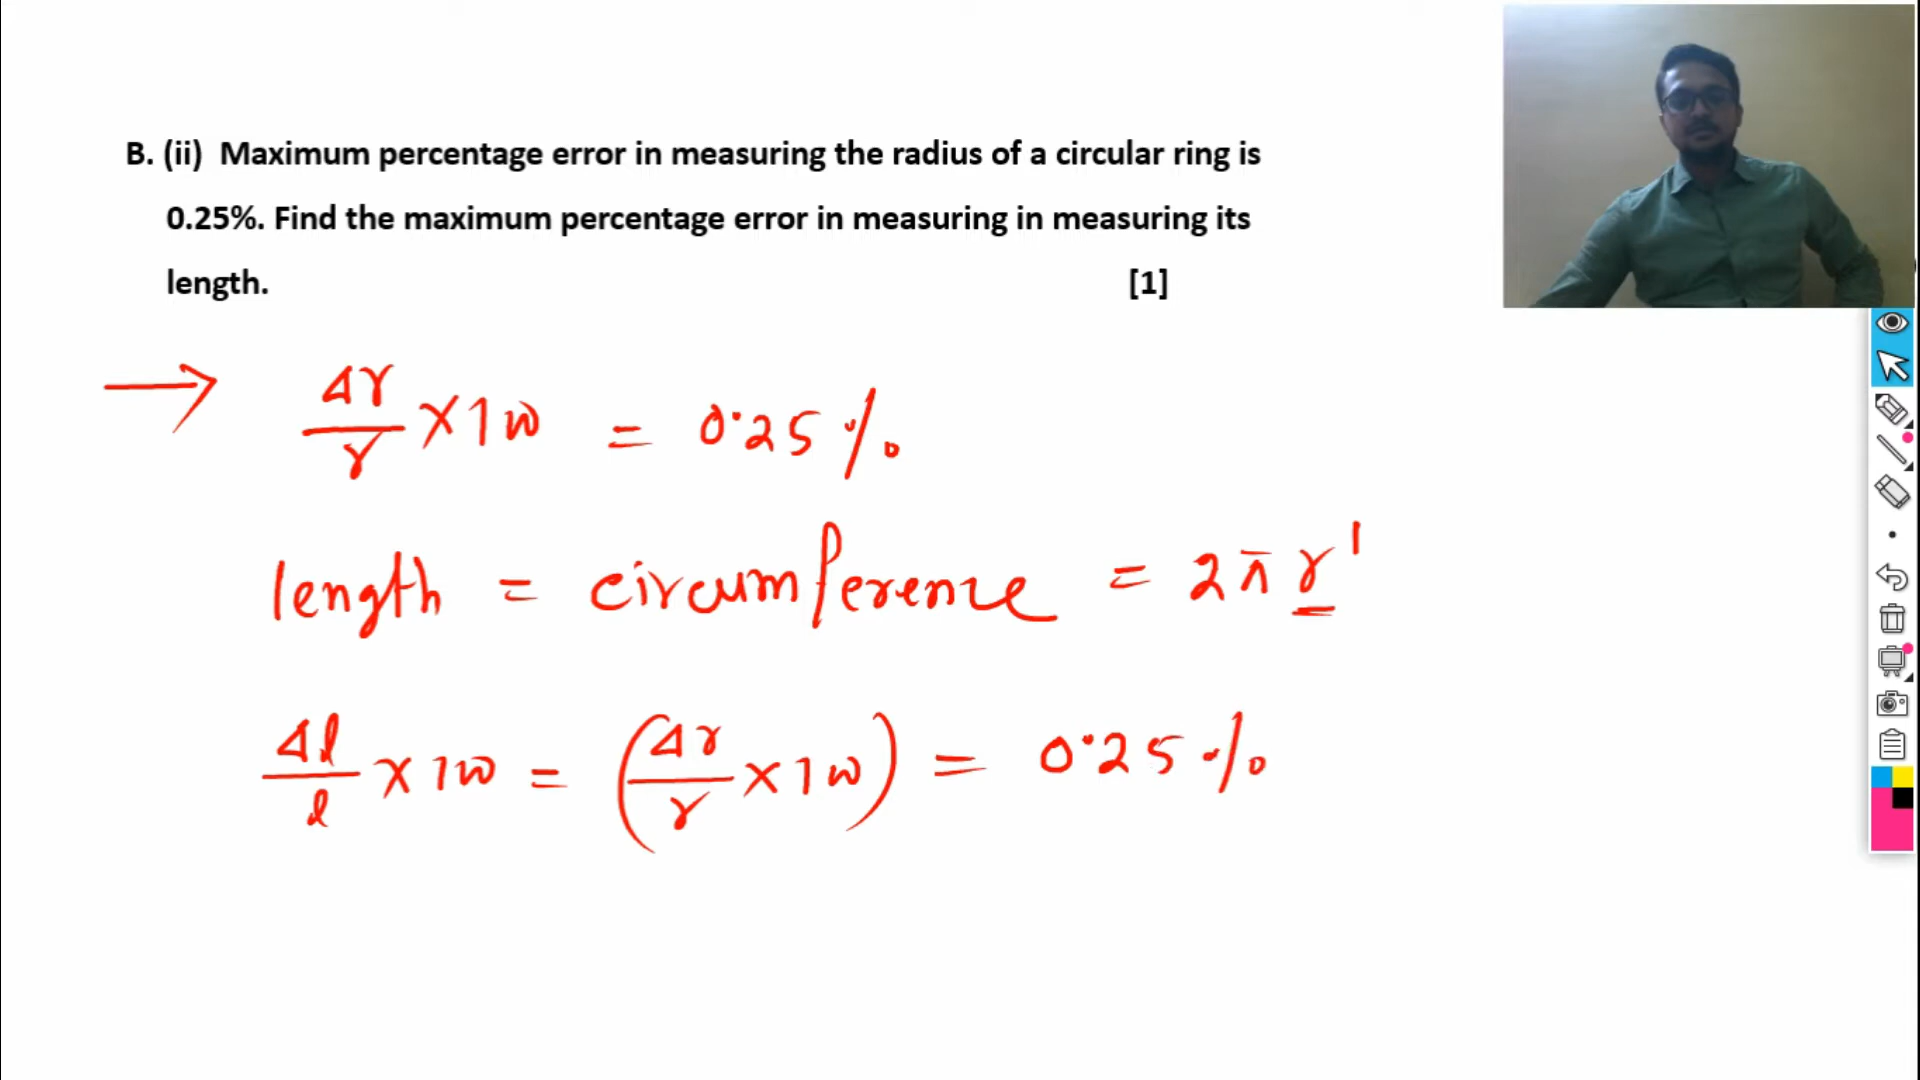 B. (ii) Maximum percentage error in measuring the radius of a circular ring is
0.25%. Find the maximum percentage error in measuring in measuring its
length. [1]
→ Δr/r × 100 = 0.25%
length = circumference = 2πr¹
Δl/l × 100 = (Δr/r × 100) = 0.25%